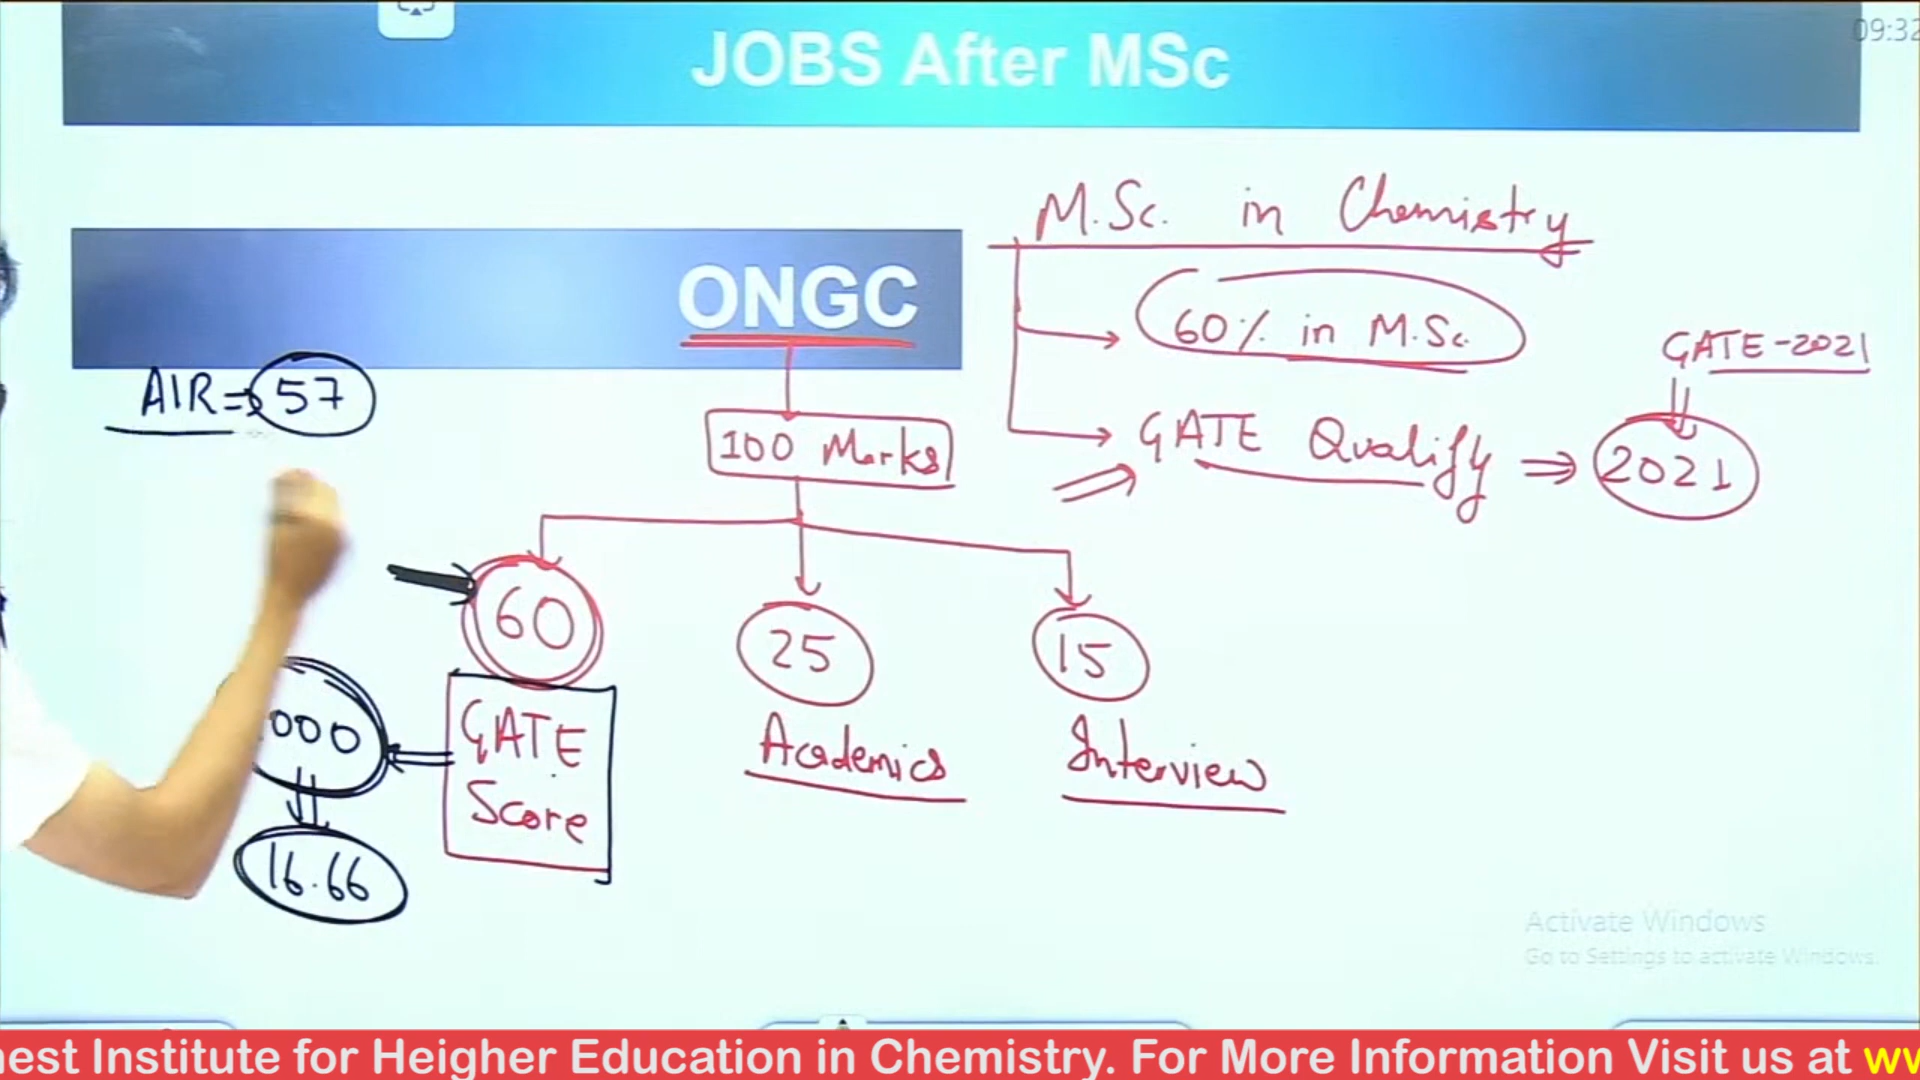 09:32
JOBS After MSc
M.Sc. in Chemistry
ONGC
60% in M.Sc.
GATE-2021
AIR ⇒ 57
100 Marks
GATE Qualify ⇒ 2021
60
25
15
000
GATE
Score
Academics
Interview
16.66
Activate Windows
Go to Settings to activate Windows.
Institute for Heigher Education in Chemistry. For More Information Visit us at